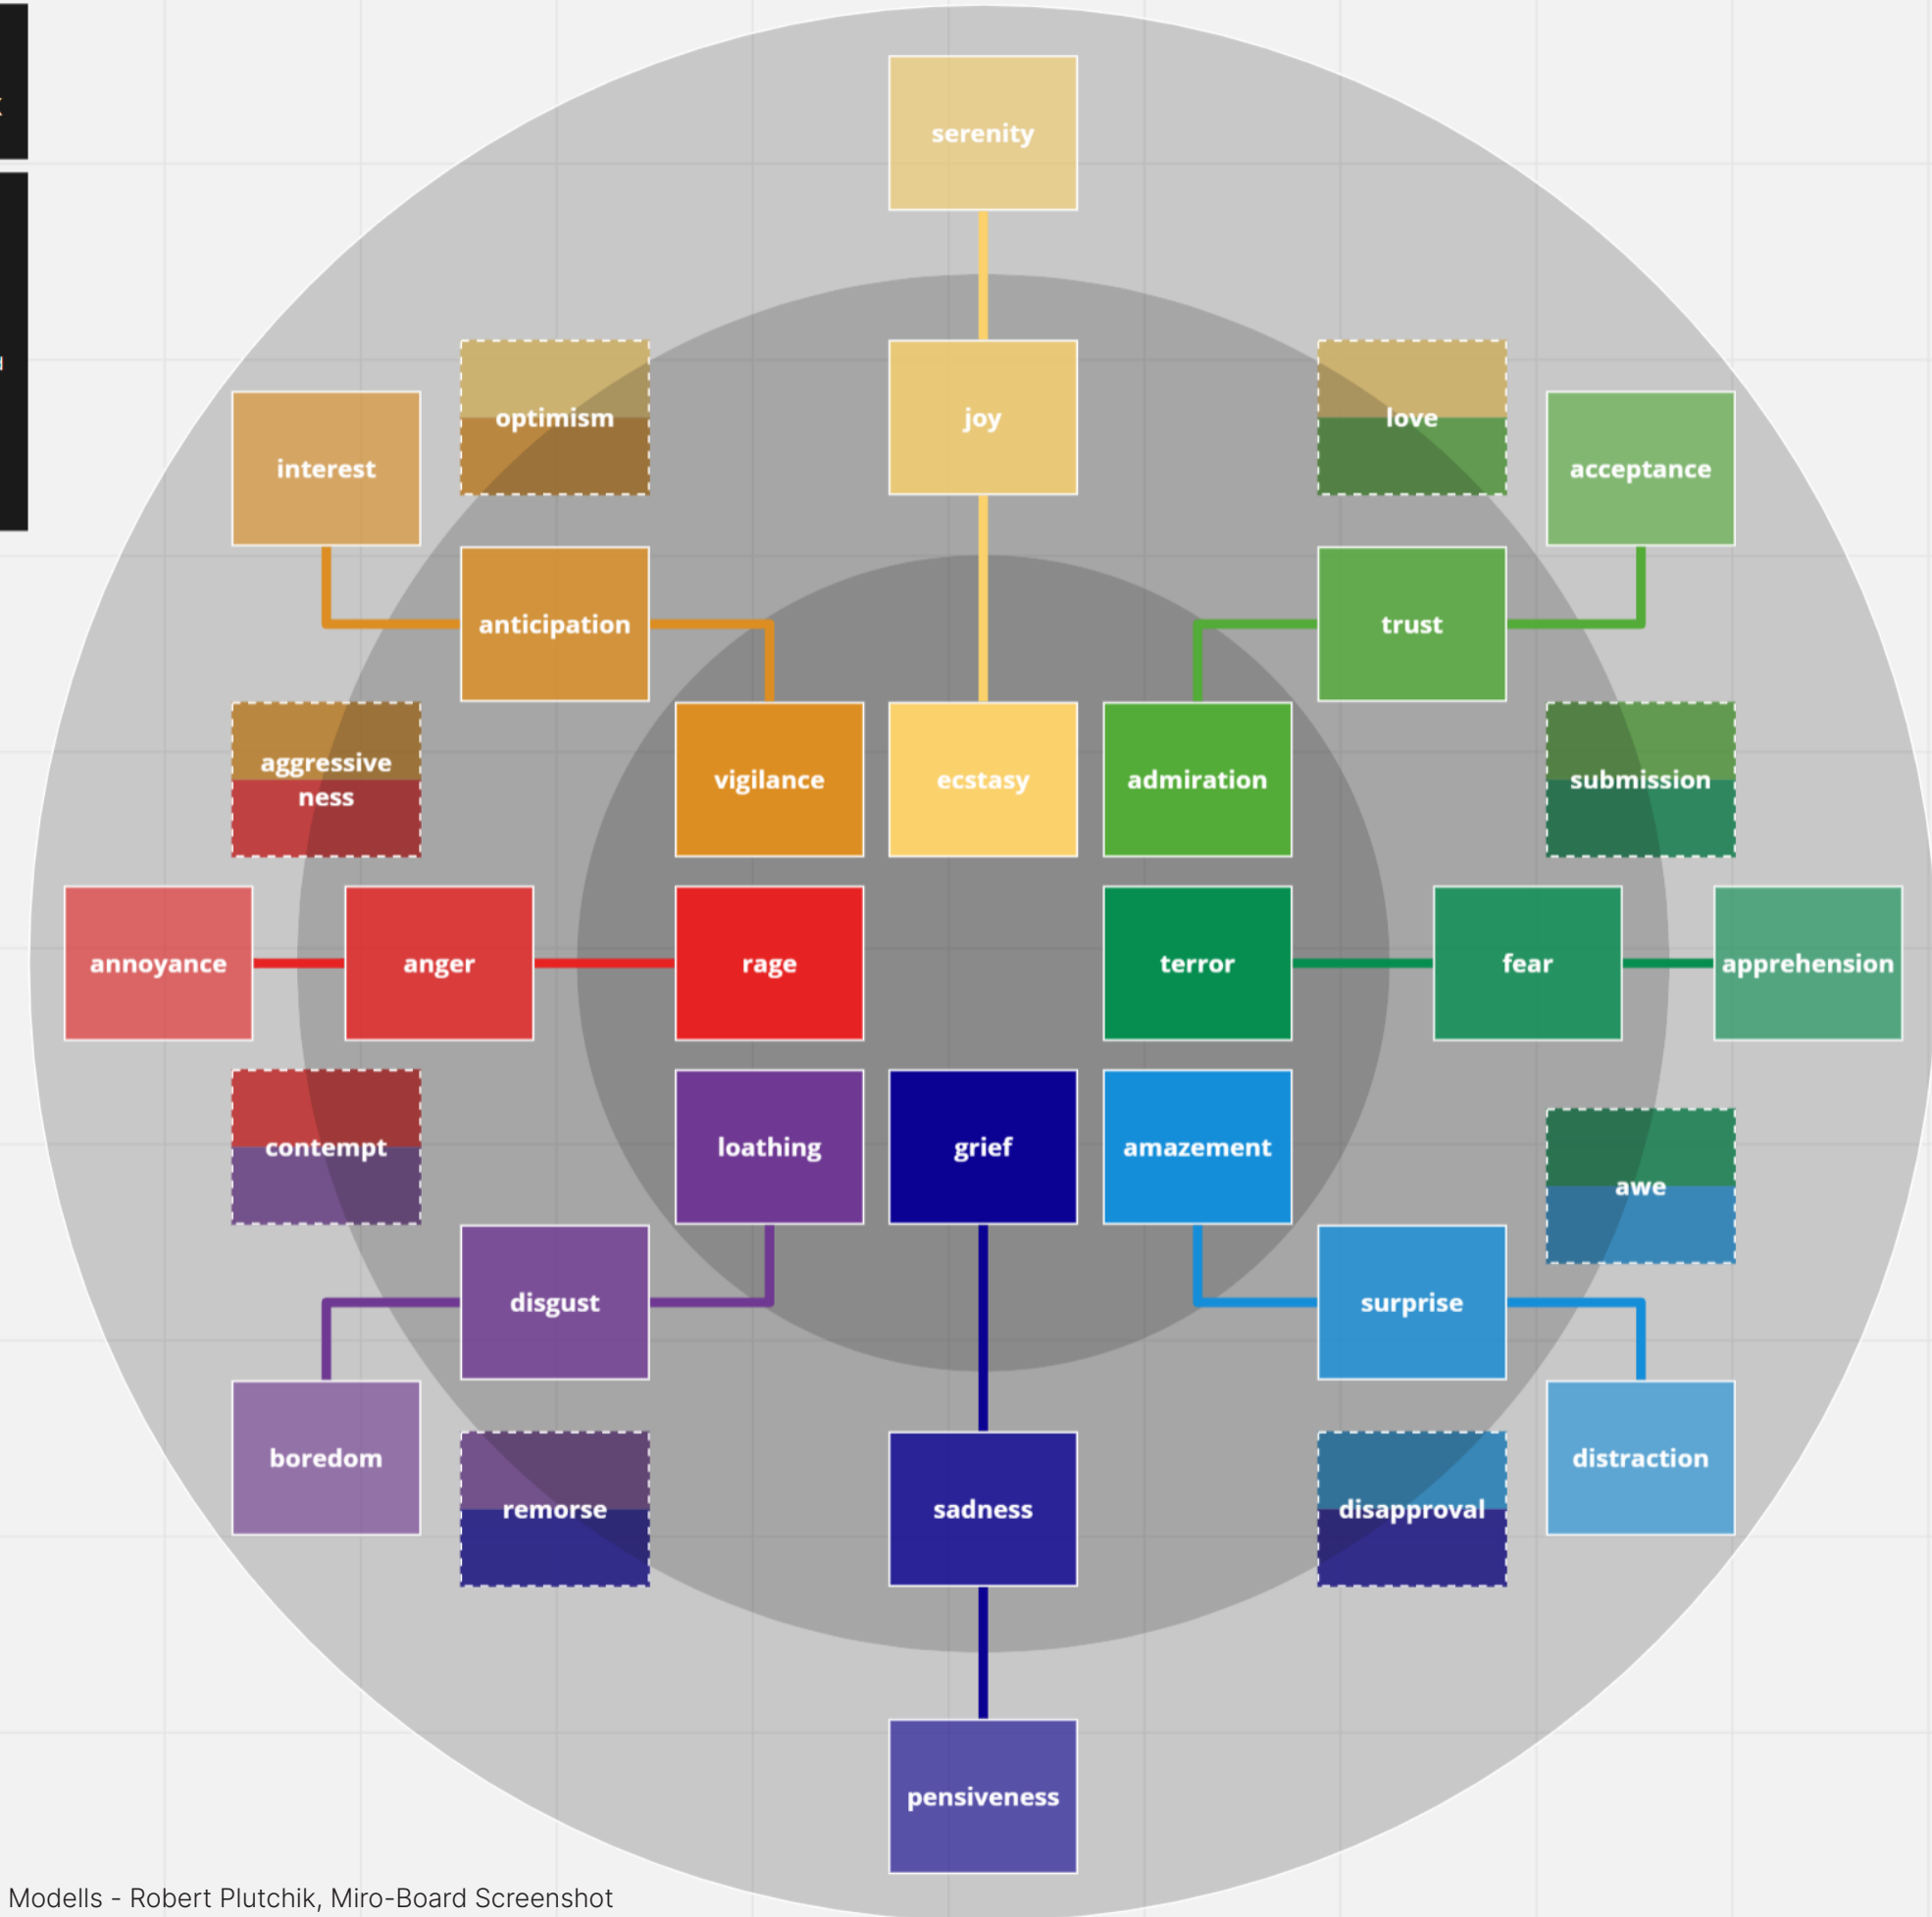 serenity
optimism
joy
love
interest
acceptance
anticipation
trust
aggressive
ness
vigilance
ecstasy
admiration
submission
annoyance
anger
rage
terror
fear
apprehension
contempt
loathing
grief
amazement
awe
disgust
surprise
boredom
distraction
remorse
sadness
disapproval
pensiveness
Modells - Robert Plutchik, Miro-Board Screenshot